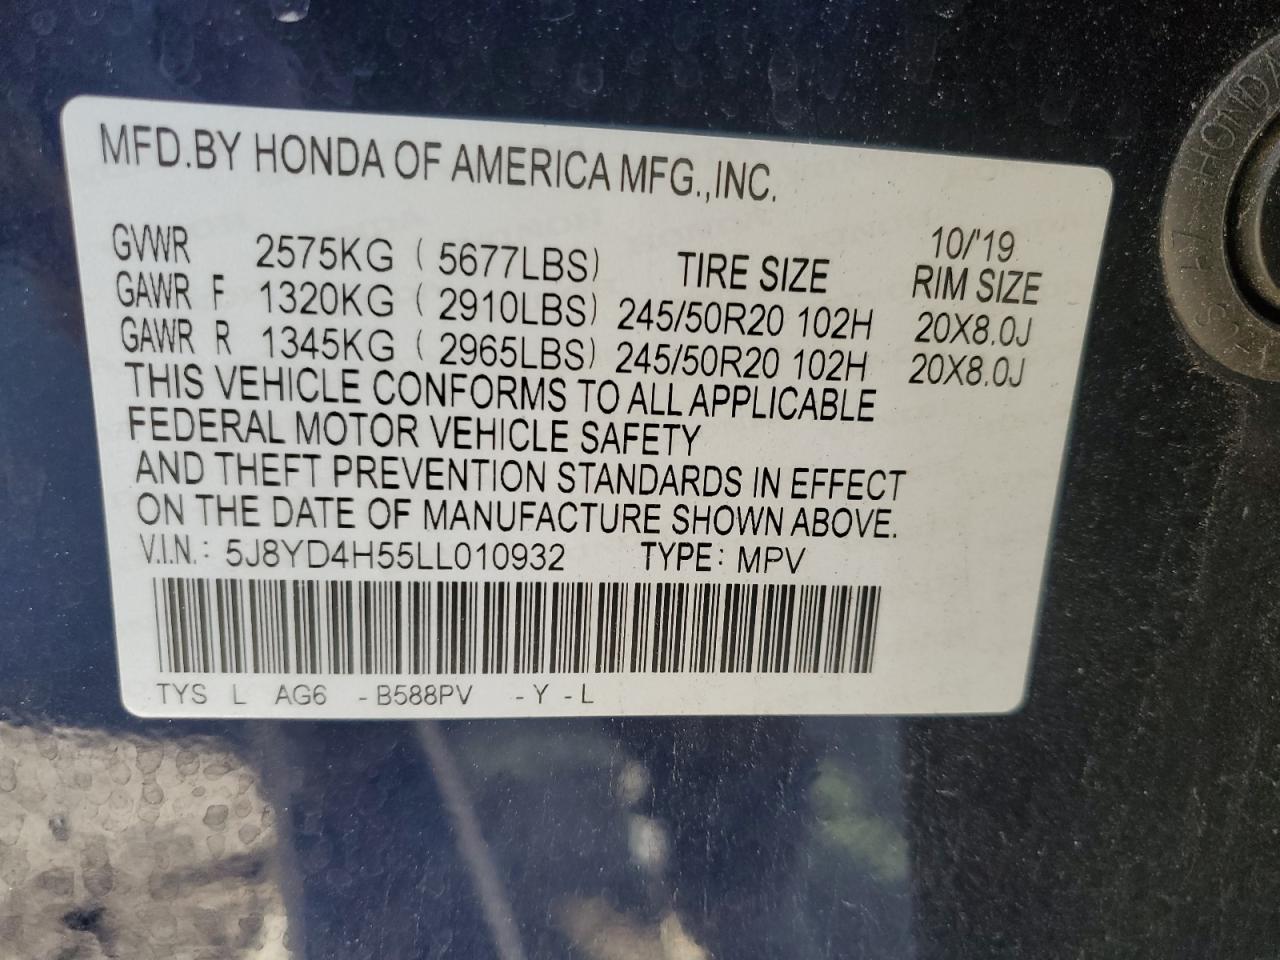 MFD.BY HONDA OF AMERICA MFG.,INC.
10/'19
GVWR 2575KG ( 5677LBS) TIRE SIZE RIM SIZE
GAWR F 1320KG ( 2910LBS) 245/50R20 102H 20X8.0J
GAWR R 1345KG ( 2965LBS) 245/50R20 102H 20X8.0J
THIS VEHICLE CONFORMS TO ALL APPLICABLE
FEDERAL MOTOR VEHICLE SAFETY
AND THEFT PREVENTION STANDARDS IN EFFECT
ON THE DATE OF MANUFACTURE SHOWN ABOVE.
V.I.N.: 5J8YD4H55LL010932 TYPE: MPV
TYS L AG6 -B588PV -Y -L
HONDA